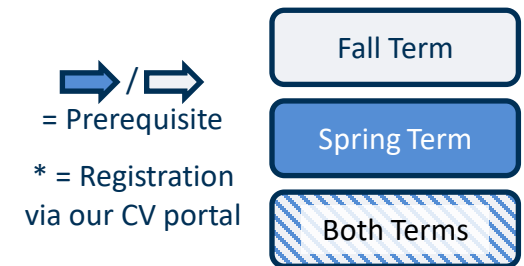 /
= Prerequisite
* = Registration
via our CV portal
Fall Term
Spring Term
Both Terms